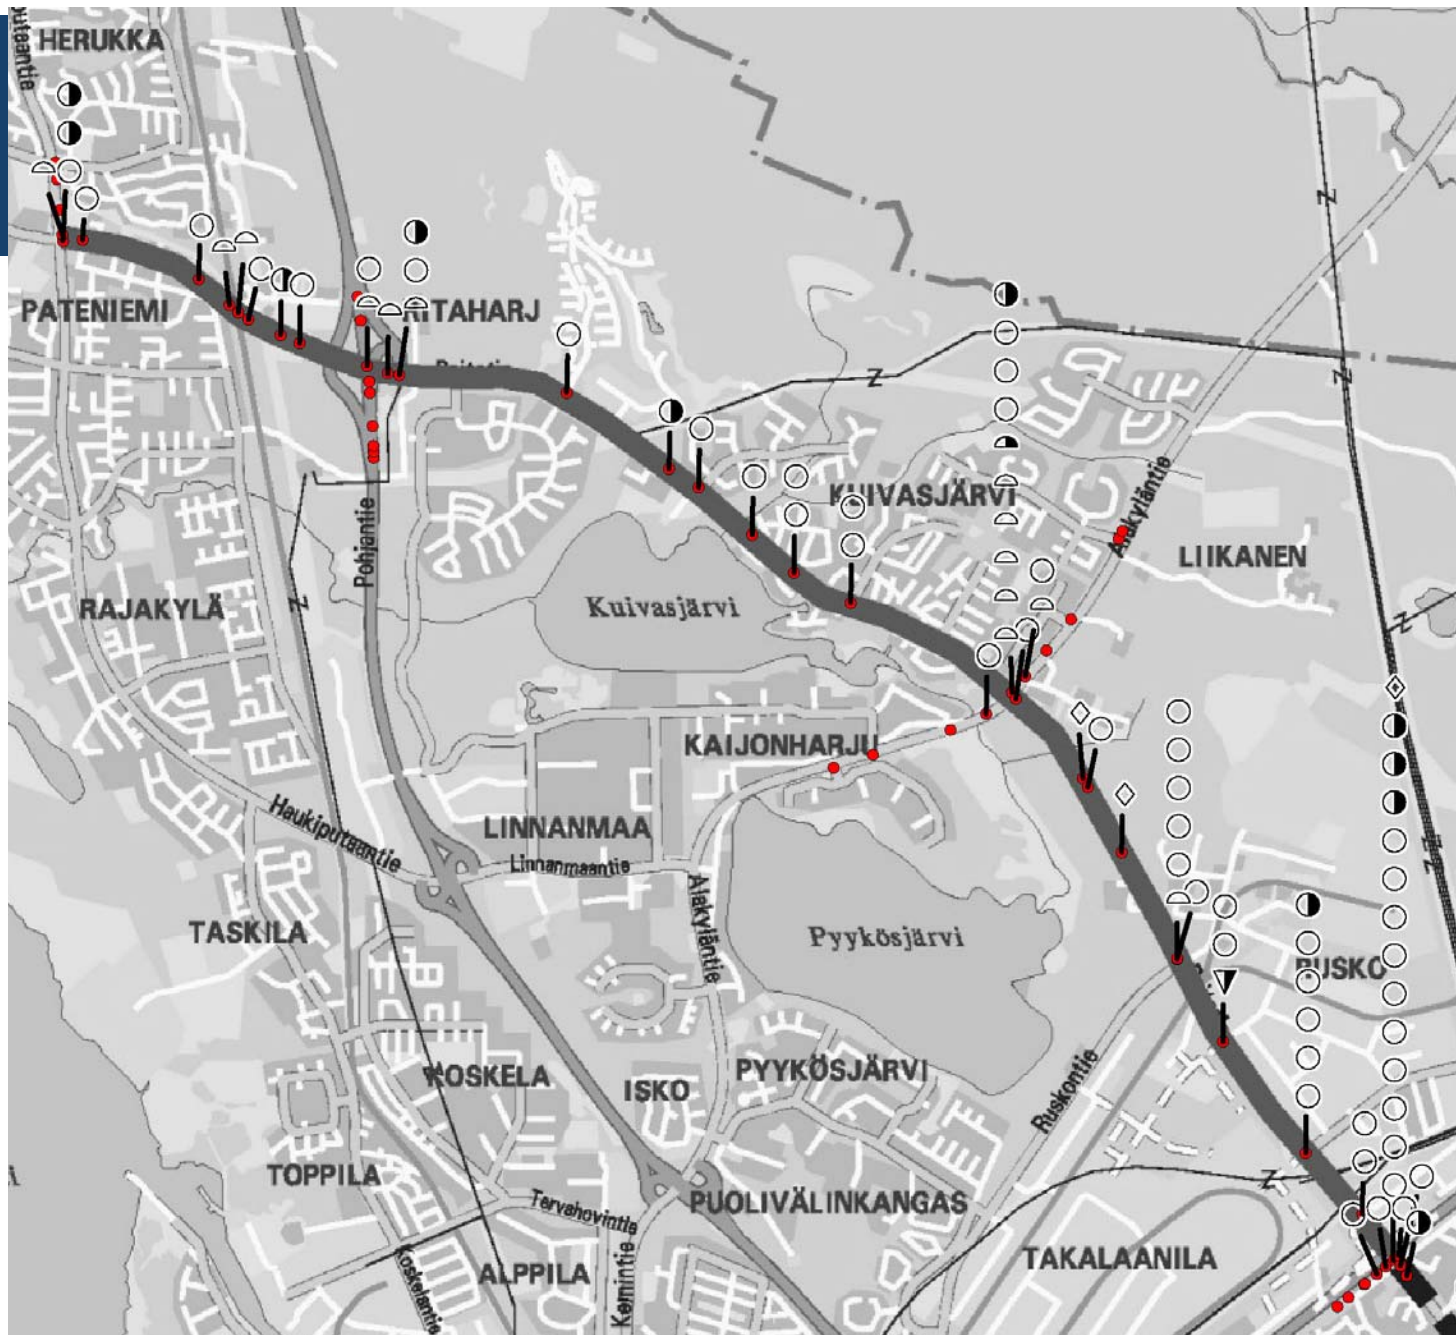 HERUKKA
PATENIEMI
KUIVASJÄRVI
Alakyläntie
LIIKANEN
Pohjantie
Kuivasjärvi
RAJAKYLÄ
KAIJONHARJU
Haukiputaantie
LINNANMAA
Linnanmaantie
Alakyläntie
TASKILA
Pyykösjärvi
RUSKO
KOSKELA
ISKO
PYYKÖSJÄRVI
Ruskontie
TOPPILA
PUOLIVÄLINKANGAS
Tervahovintie
TAKALAANILA
ALPPILA
Koskelantie
Kemintie